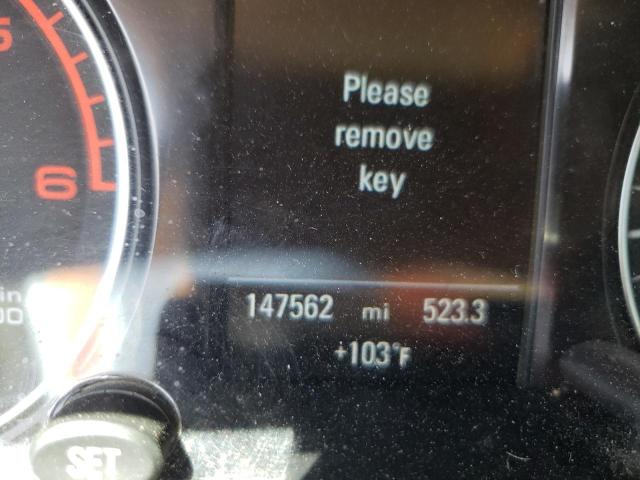 5
Please
remove
key
6
147562 mi 523.3
+103°F
SET